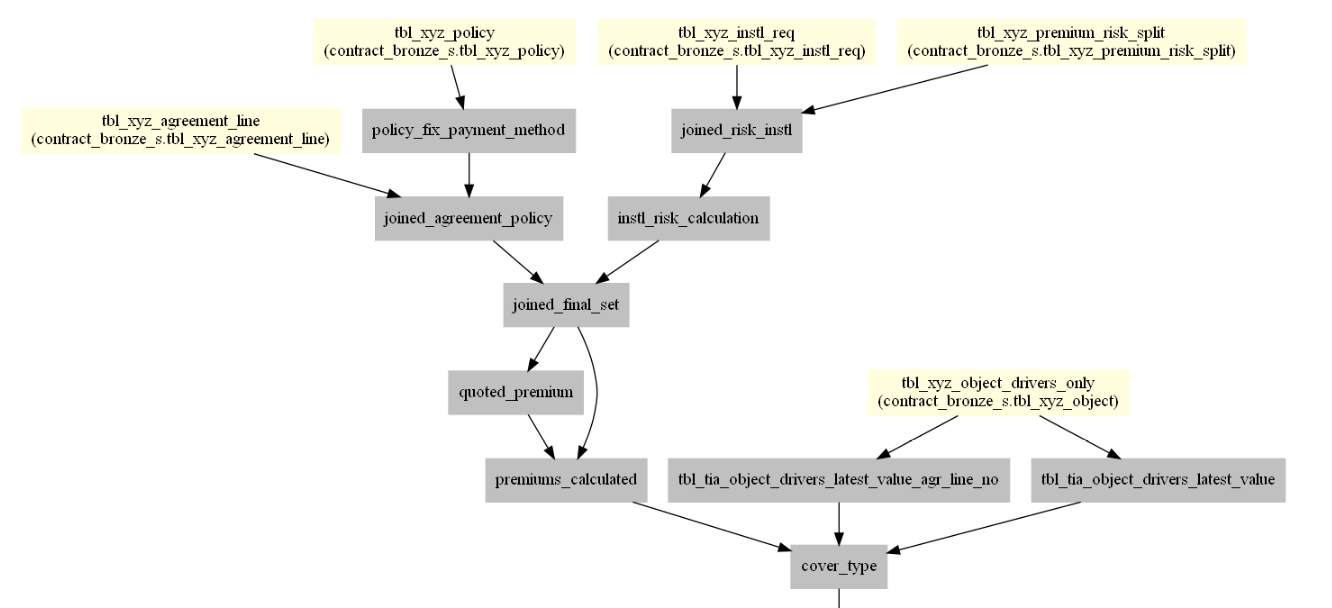 tbl_xyz_policy
(contract_bronze_s.tbl_xyz_policy)
tbl_xyz_instl_req
(contract_bronze_s.tbl_xyz_instl_req)
tbl_xyz_premium_risk_split
(contract_bronze_s.tbl_xyz_premium_risk_split)
tbl_xyz_agreement_line
(contract_bronze_s.tbl_xyz_agreement_line)
policy_fix_payment_method
joined_risk_instl
joined_agreement_policy
instl_risk_calculation
joined_final_set
quoted_premium
tbl_xyz_object_drivers_only
(contract_bronze_s.tbl_xyz_object)
premiums_calculated
tbl_tia_object_drivers_latest_value_agr_line_no
tbl_tia_object_drivers_latest_value
cover_type